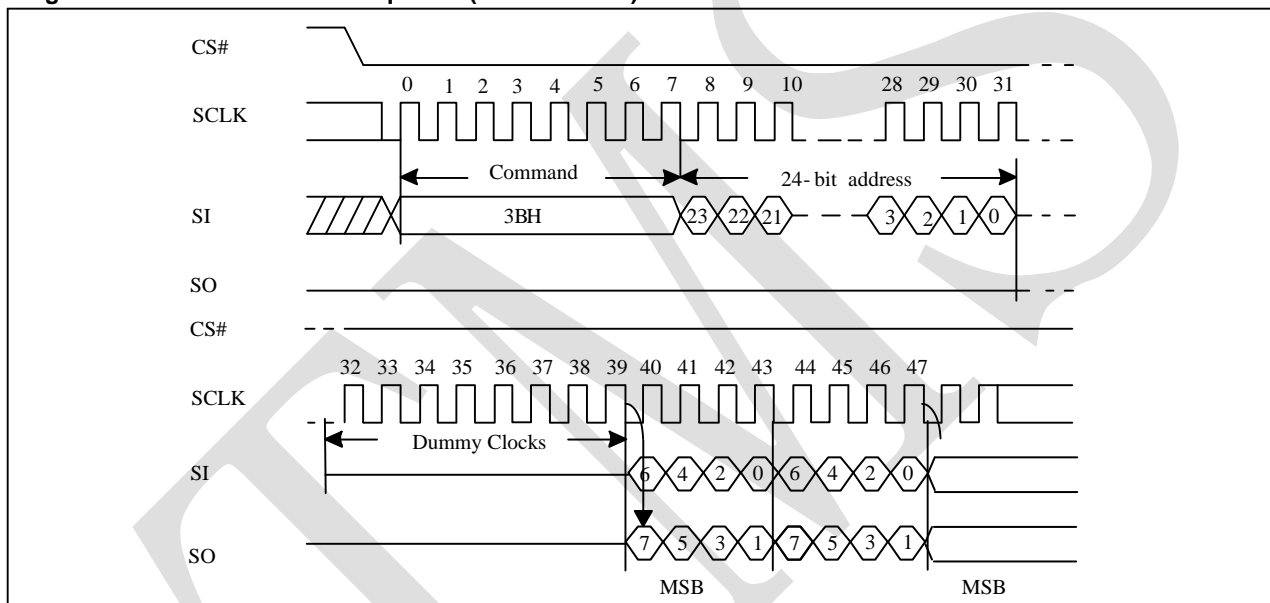 CS#
0 1 2 3 4 5 6 7 8 9 10 28 29 30 31
SCLK
Command 24- bit address
SI 3BH 23 22 21 3 2 1 0
SO
CS#
32 33 34 35 36 37 38 39 40 41 42 43 44 45 46 47
SCLK
Dummy Clocks
SI 6 4 2 0 6 4 2 0
SO 7 5 3 1 7 5 3 1
MSB MSB